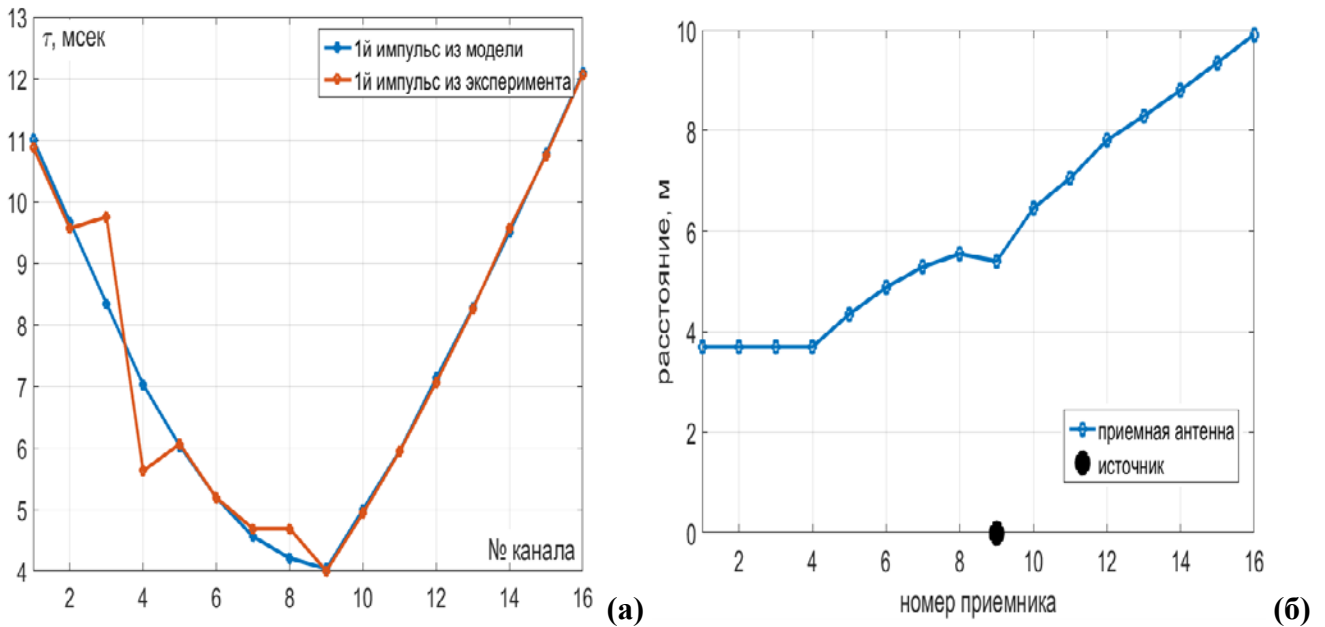 13
12
11
10
9
8
7
6
5
4
τ, мсек
1й импульс из модели
1й импульс из эксперимента
№ канала
2 4 6 8 10 12 14 16
(а)
10
8
6
4
2
0
расстояние, м
приемная антенна
источник
2 4 6 8 10 12 14 16
номер приемника
(б)